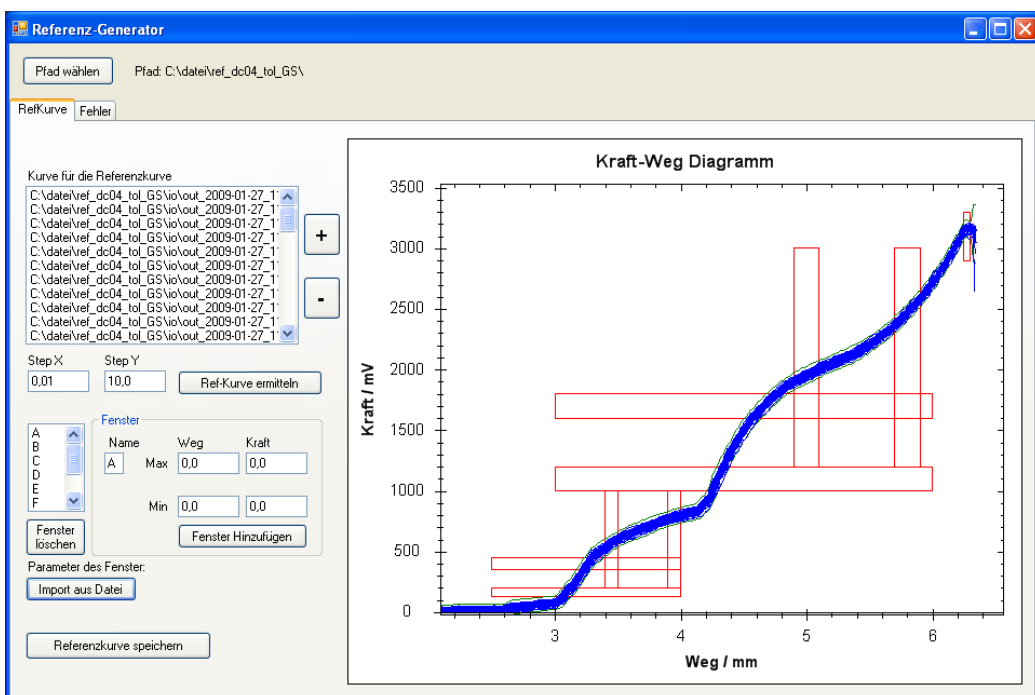 Referenz-Generator
Pfad wählen
Pfad: C:\datei\ref_dc04_tol_GS\
RefKurve
Fehler
Kurve für die Referenzkurve
C:\datei\ref_dc04_tol_GS\io\out_2009-01-27_1
C:\datei\ref_dc04_tol_GS\io\out_2009-01-27_1
C:\datei\ref_dc04_tol_GS\io\out_2009-01-27_1
C:\datei\ref_dc04_tol_GS\io\out_2009-01-27_1
C:\datei\ref_dc04_tol_GS\io\out_2009-01-27_1
C:\datei\ref_dc04_tol_GS\io\out_2009-01-27_1
C:\datei\ref_dc04_tol_GS\io\out_2009-01-27_1
C:\datei\ref_dc04_tol_GS\io\out_2009-01-27_1
C:\datei\ref_dc04_tol_GS\io\out_2009-01-27_1
C:\datei\ref_dc04_tol_GS\io\out_2009-01-27_1
C:\datei\ref_dc04_tol_GS\io\out_2009-01-27_1
+
-
Step X
Step Y
0,01
10,0
Ref-Kurve ermitteln
A
B
C
D
E
F
Fenster
Name
Weg
Kraft
A
Max
0,0
0,0
Min
0,0
0,0
Fenster Hinzufügen
Fenster
löschen
Parameter des Fenster:
Import aus Datei
Referenzkurve speichern
Kraft-Weg Diagramm
Kraft / mV
3500
3000
2500
2000
1500
1000
500
0
3
4
5
6
Weg / mm